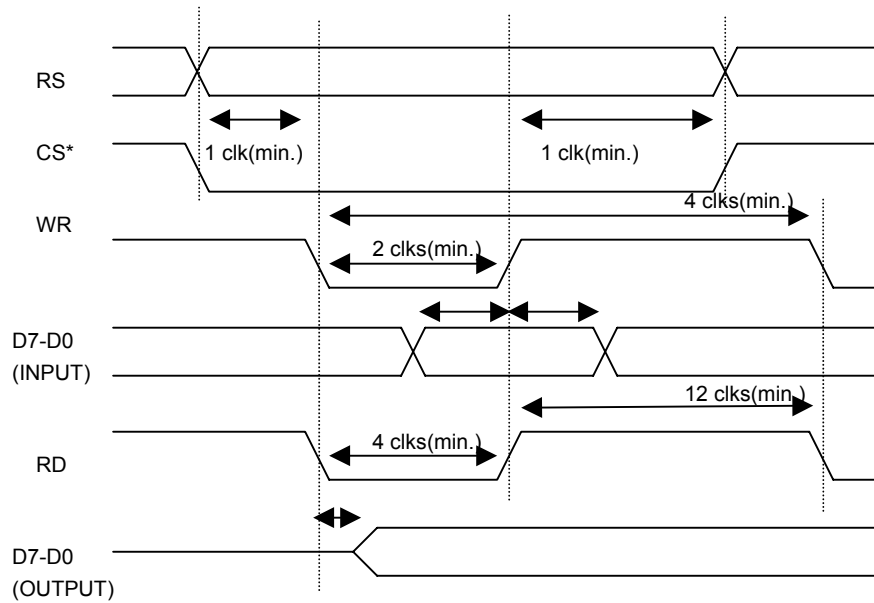 RS
CS*
1 clk(min.)
1 clk(min.)
WR
4 clks(min.)
2 clks(min.)
D7-D0
(INPUT)
12 clks(min.)
RD
4 clks(min.)
D7-D0
(OUTPUT)